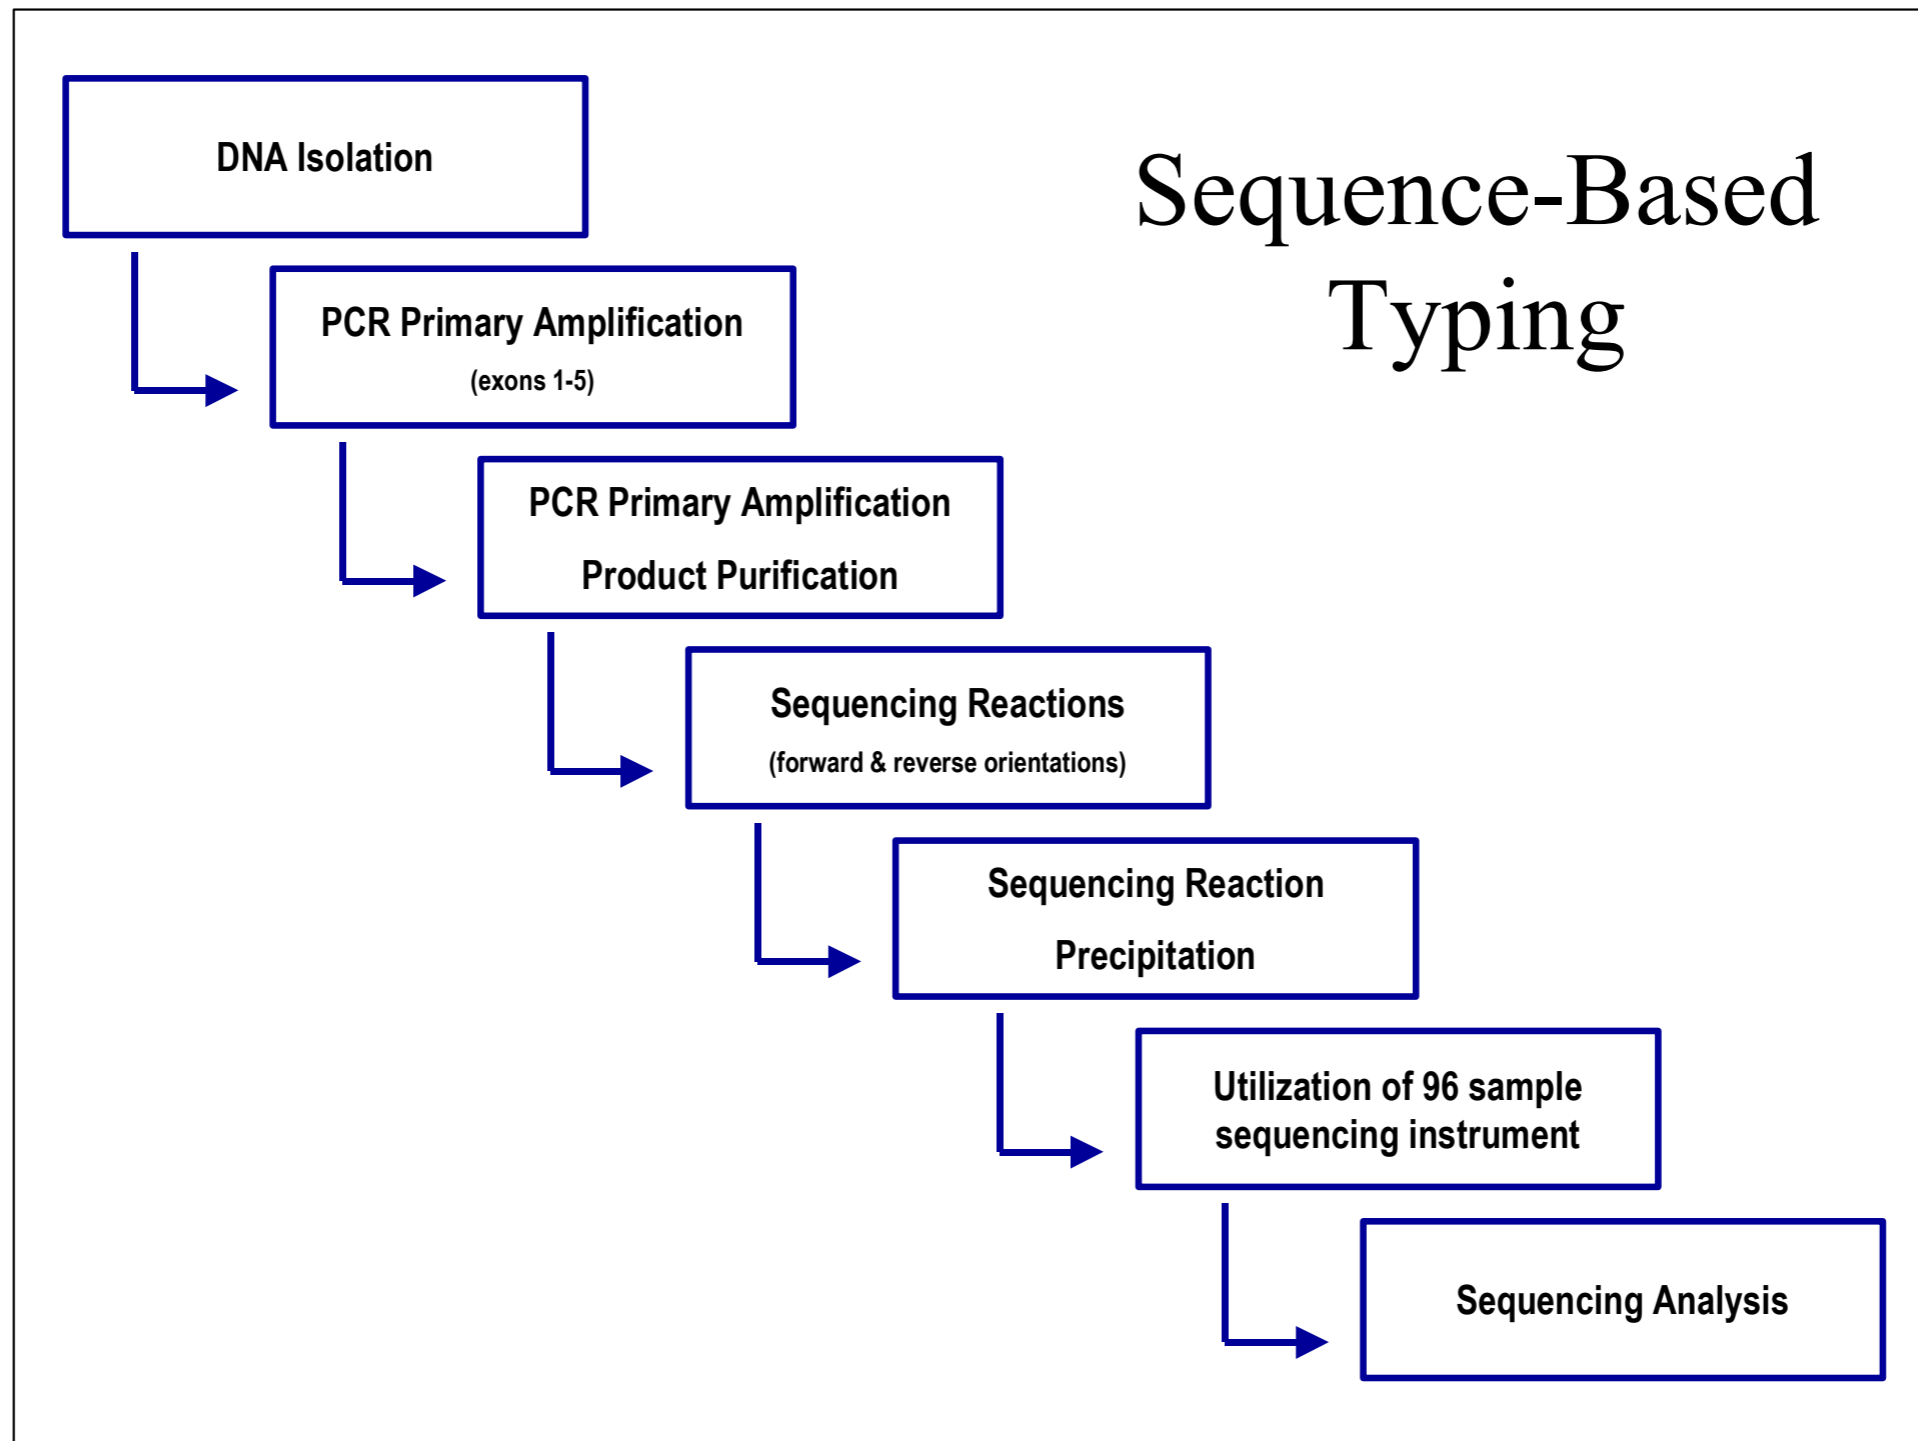 Sequence-Based
Typing
DNA Isolation
PCR Primary Amplification
(exons 1-5)
PCR Primary Amplification
Product Purification
Sequencing Reactions
(forward & reverse orientations)
Sequencing Reaction
Precipitation
Utilization of 96 sample
sequencing instrument
Sequencing Analysis